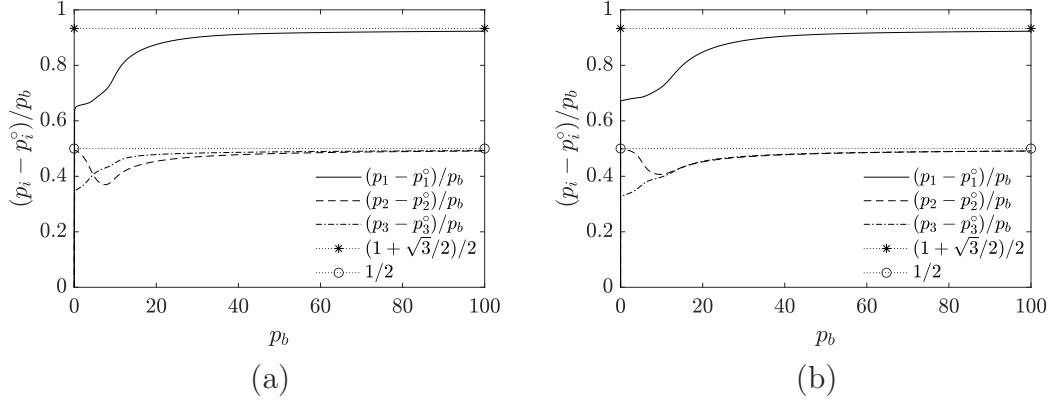 1
0.8
0.6
0.4
0.2
0
(p_i − p_i^∘)/p_b
(p_1 − p_1^∘)/p_b
(p_2 − p_2^∘)/p_b
(p_3 − p_3^∘)/p_b
(1 + √3/2)/2
1/2
0 20 40 60 80 100
p_b
(a)
1
0.8
0.6
0.4
0.2
0
(p_i − p_i^∘)/p_b
(p_1 − p_1^∘)/p_b
(p_2 − p_2^∘)/p_b
(p_3 − p_3^∘)/p_b
(1 + √3/2)/2
1/2
0 20 40 60 80 100
p_b
(b)